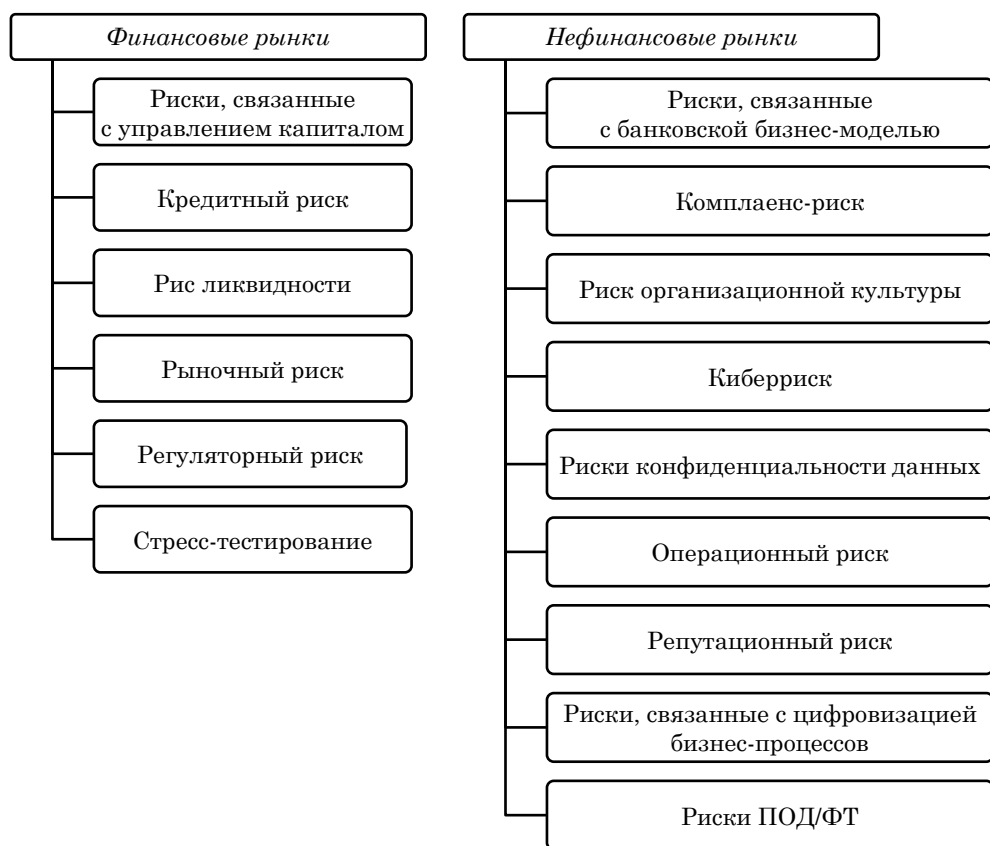 Финансовые рынки
Риски, связанные
с управлением капиталом
Кредитный риск
Рис ликвидности
Рыночный риск
Регуляторный риск
Стресс-тестирование
Нефинансовые рынки
Риски, связанные
с банковской бизнес-моделью
Комплаенс-риск
Риск организационной культуры
Киберриск
Риски конфиденциальности данных
Операционный риск
Репутационный риск
Риски, связанные с цифровизацией
бизнес-процессов
Риски ПОД/ФТ